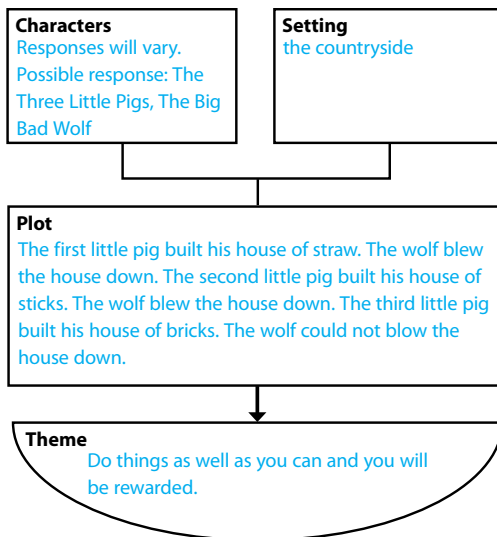 Characters
Responses will vary.
Possible response: The
Three Little Pigs, The Big
Bad Wolf
Setting
the countryside
Plot
The first little pig built his house of straw. The wolf blew
the house down. The second little pig built his house of
sticks. The wolf blew the house down. The third little pig
built his house of bricks. The wolf could not blow the
house down.
Theme
Do things as well as you can and you will
be rewarded.